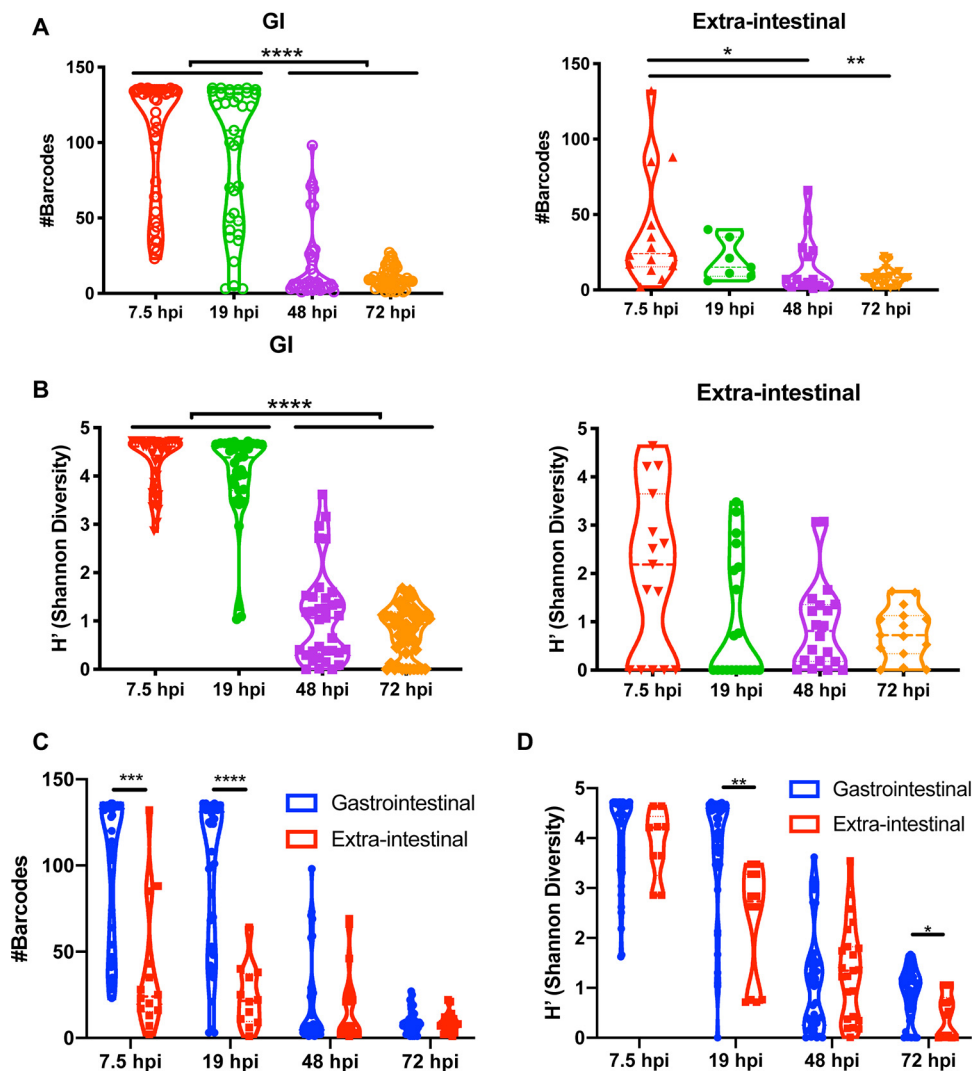 A
GI
Extra-intestinal
****
*
**
150
100
50
0
#Barcodes
7.5 hpi 19 hpi 48 hpi 72 hpi
150
100
50
0
#Barcodes
7.5 hpi 19 hpi 48 hpi 72 hpi
GI
B
Extra-intestinal
****
5
4
3
2
1
0
H' (Shannon Diversity)
7.5 hpi 19 hpi 48 hpi 72 hpi
5
4
3
2
1
0
H' (Shannon Diversity)
7.5 hpi 19 hpi 48 hpi 72 hpi
C
150
100
50
0
#Barcodes
***
****
Gastrointestinal
Extra-intestinal
7.5 hpi 19 hpi 48 hpi 72 hpi
D
5
4
3
2
1
0
H' (Shannon Diversity)
**
*
Gastrointestinal
Extra-intestinal
7.5 hpi 19 hpi 48 hpi 72 hpi